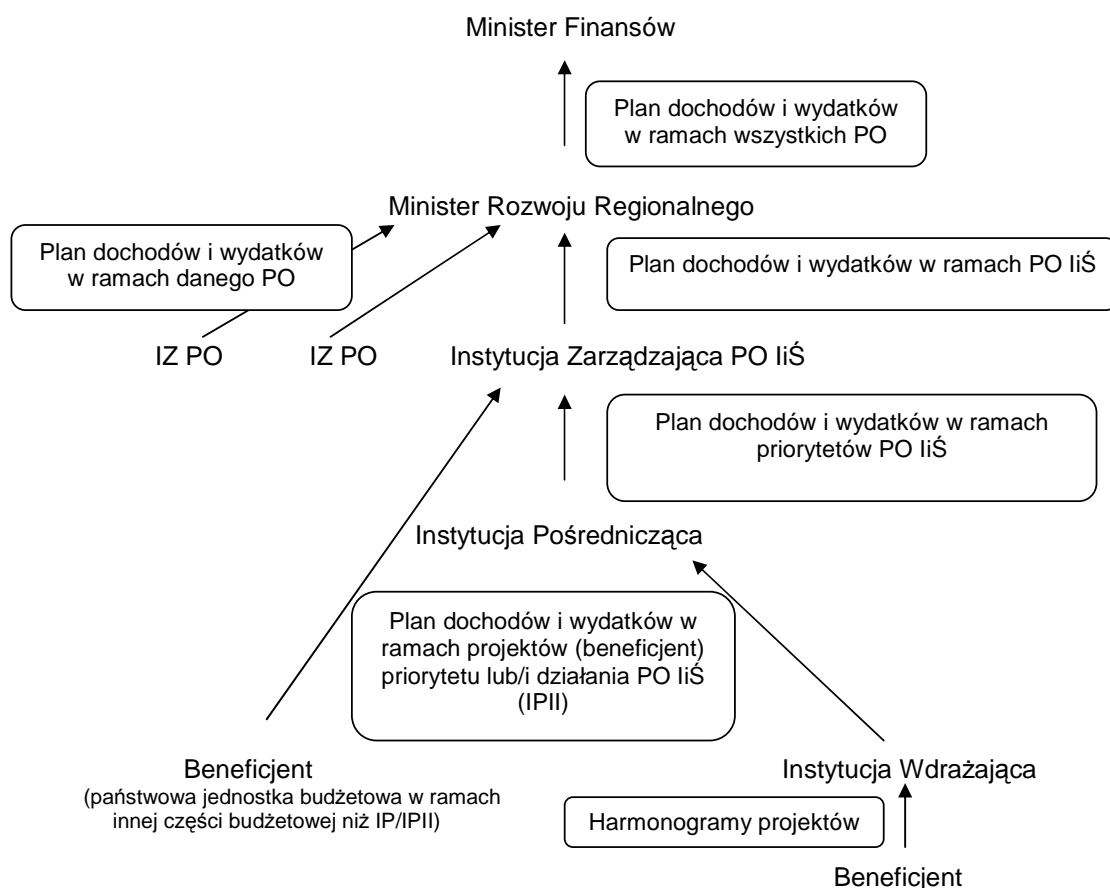 Minister Finansów
Plan dochodów i wydatków
w ramach wszystkich PO
Minister Rozwoju Regionalnego
Plan dochodów i wydatków
w ramach danego PO
Plan dochodów i wydatków w ramach PO IiŚ
IZ PO
IZ PO
Instytucja Zarządzająca PO IiŚ
Plan dochodów i wydatków w ramach
priorytetów PO IiŚ
Instytucja Pośrednicząca
Plan dochodów i wydatków w
ramach projektów (beneficjent)
priorytetu lub/i działania PO IiŚ
(IPII)
Beneficjent
(państwowa jednostka budżetowa w ramach
innej części budżetowej niż IP/IPII)
Instytucja Wdrażająca
Harmonogramy projektów
Beneficjent